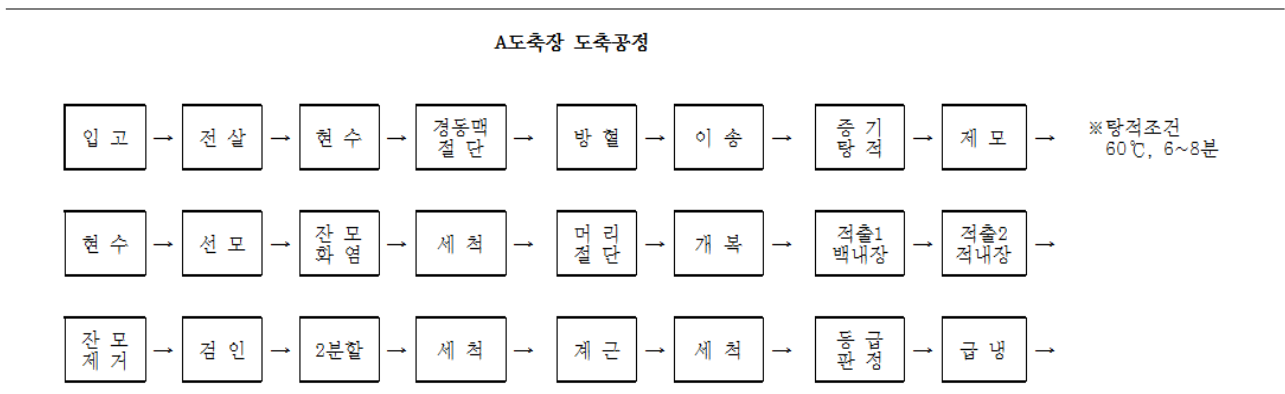 A도축장 도축공정
입 고 → 전 살 → 현 수 → 경동맥 절 단 → 방 혈 → 이 송 → 증 기 탕 적 → 제 모 → ※탕적조건 60℃, 6~8분
현 수 → 선 모 → 잔 모 화 염 → 세 척 → 머 리 절 단 → 개 복 → 적출1 백내장 → 적출2 적내장 →
잔 모 제 거 → 검 인 → 2분할 → 세 척 → 계 근 → 세 척 → 등 급 판 정 → 급 냉 →